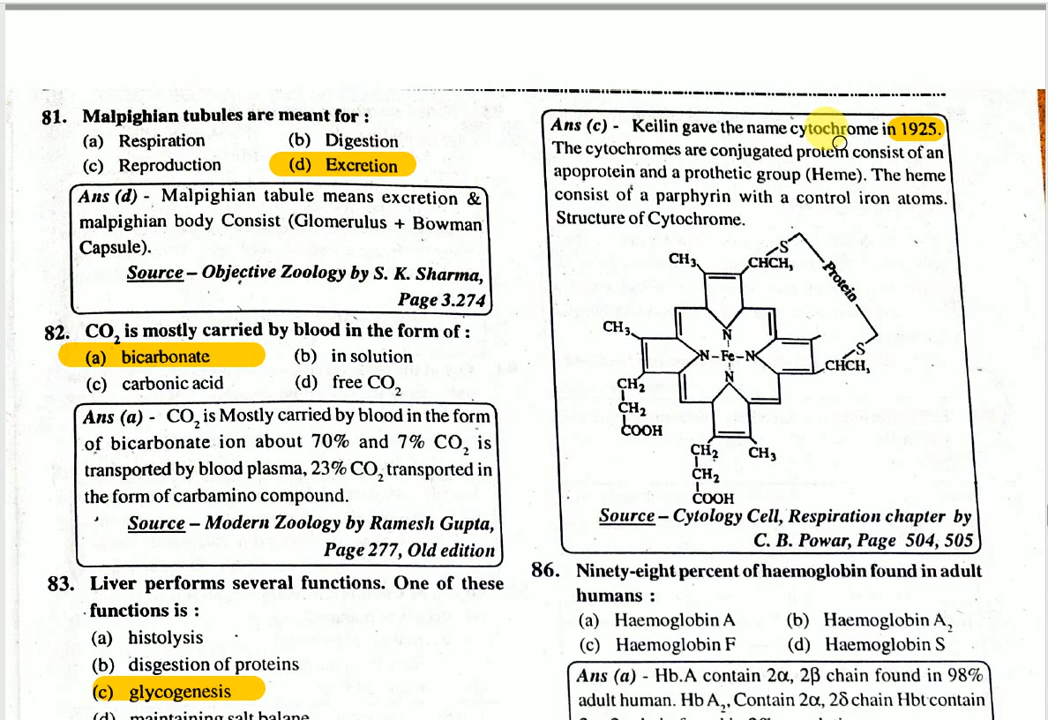 81. Malpighian tubules are meant for :
(a) Respiration (b) Digestion
(c) Reproduction (d) Excretion
Ans (d) - Malpighian tabule means excretion &
malpighian body Consist (Glomerulus + Bowman
Capsule).
Source – Objective Zoology by S. K. Sharma,
Page 3.274
82. CO₂ is mostly carried by blood in the form of :
(a) bicarbonate (b) in solution
(c) carbonic acid (d) free CO₂
Ans (a) - CO₂ is Mostly carried by blood in the form
of bicarbonate ion about 70% and 7% CO₂ is
transported by blood plasma, 23% CO₂ transported in
the form of carbamino compound.
Source – Modern Zoology by Ramesh Gupta,
Page 277, Old edition
83. Liver performs several functions. One of these
functions is :
(a) histolysis
(b) disgestion of proteins
(c) glycogenesis
(d) maintaining salt balane
Ans (c) - Keilin gave the name cytochrome in 1925.
The cytochromes are conjugated protein consist of an
apoprotein and a prothetic group (Heme). The heme
consist of a parphyrin with a control iron atoms.
Structure of Cytochrome.
CH₃ CHCH, S Protein
CH₃
N
N–Fe–N
N
S
CHCH,
CH₂
CH₂
COOH
CH₂ CH₃
CH₂
COOH
Source – Cytology Cell, Respiration chapter by
C. B. Powar, Page 504, 505
86. Ninety-eight percent of haemoglobin found in adult
humans :
(a) Haemoglobin A (b) Haemoglobin A₂
(c) Haemoglobin F (d) Haemoglobin S
Ans (a) - Hb.A contain 2α, 2β chain found in 98%
adult human. Hb A₂, Contain 2α, 2δ chain Hbt contain